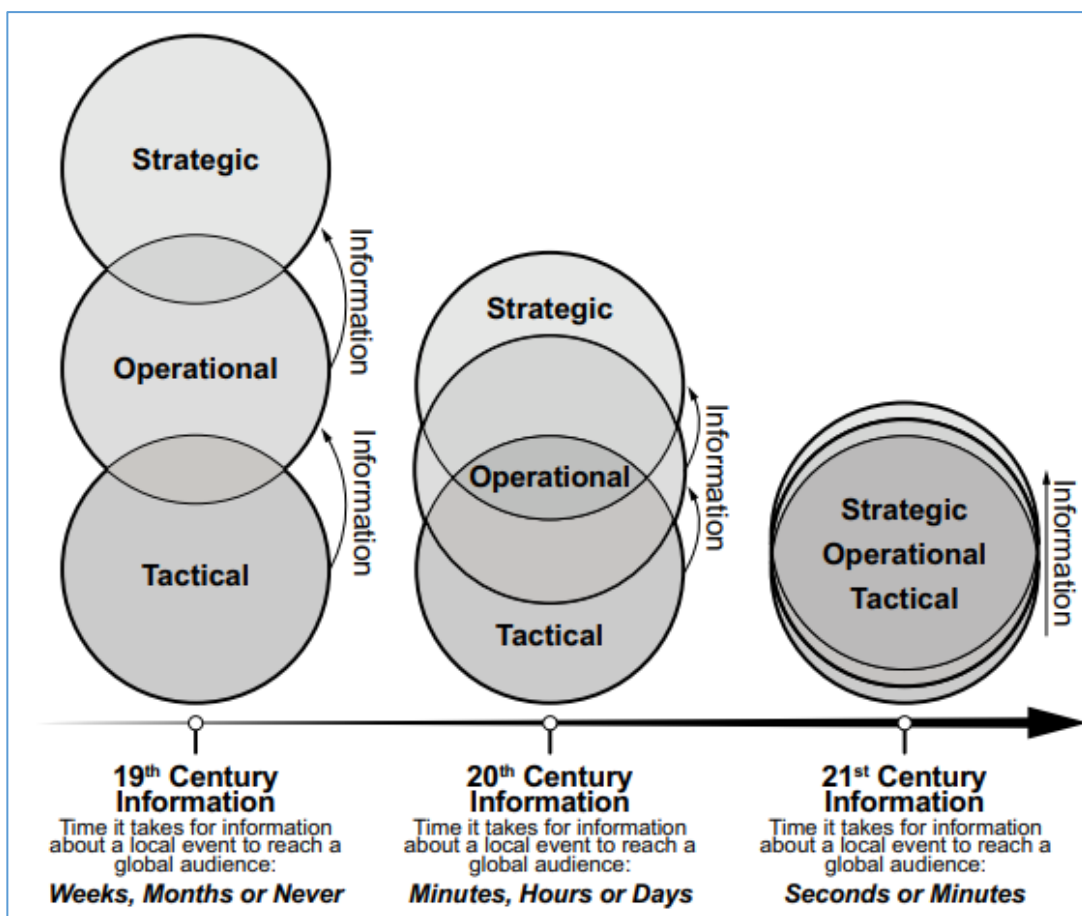 Strategic
Information
Operational
Information
Tactical
Strategic
Information
Operational
Information
Tactical
Strategic
Operational
Tactical
Information
19th Century
Information
Time it takes for information
about a local event to reach a
global audience:
Weeks, Months or Never
20th Century
Information
Time it takes for information
about a local event to reach a
global audience:
Minutes, Hours or Days
21st Century
Information
Time it takes for information
about a local event to reach a
global audience:
Seconds or Minutes